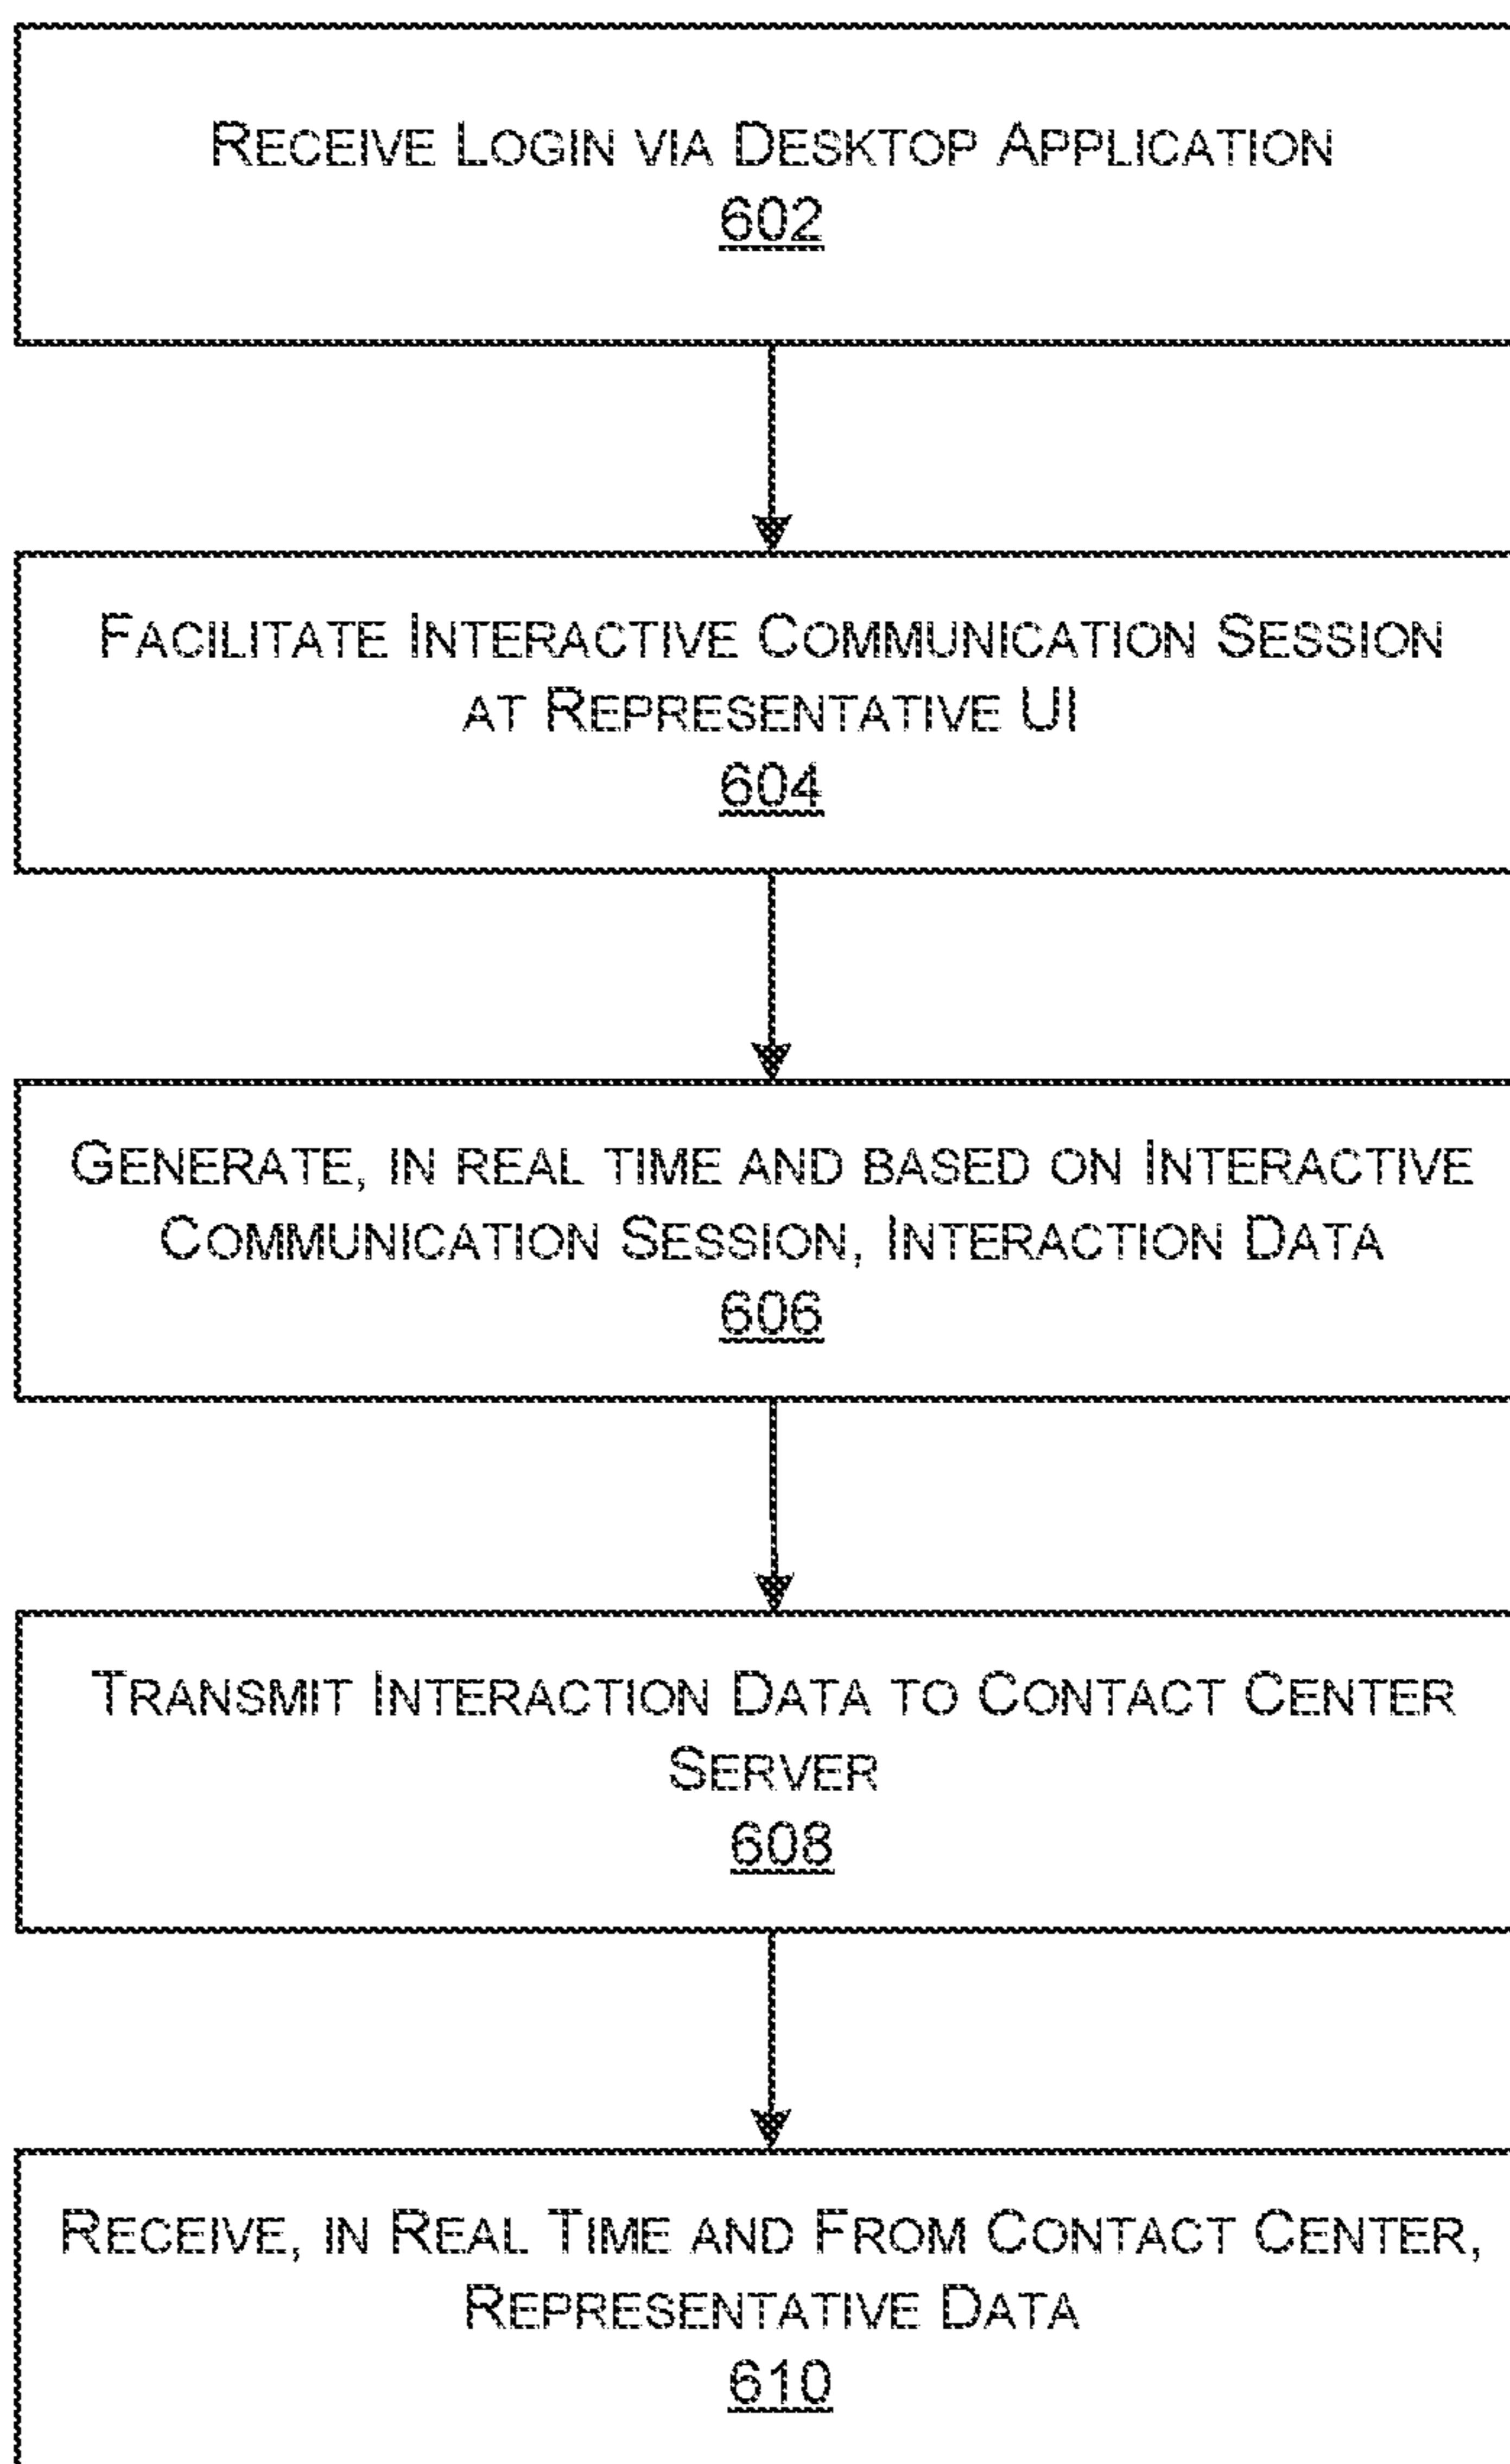 RECEIVE LOGIN VIA DESKTOP APPLICATION
602
FACILITATE INTERACTIVE COMMUNICATION SESSION
AT REPRESENTATIVE UI
604
GENERATE, IN REAL TIME AND BASED ON INTERACTIVE
COMMUNICATION SESSION, INTERACTION DATA
606
TRANSMIT INTERACTION DATA TO CONTACT CENTER
SERVER
608
RECEIVE, IN REAL TIME AND FROM CONTACT CENTER,
REPRESENTATIVE DATA
610